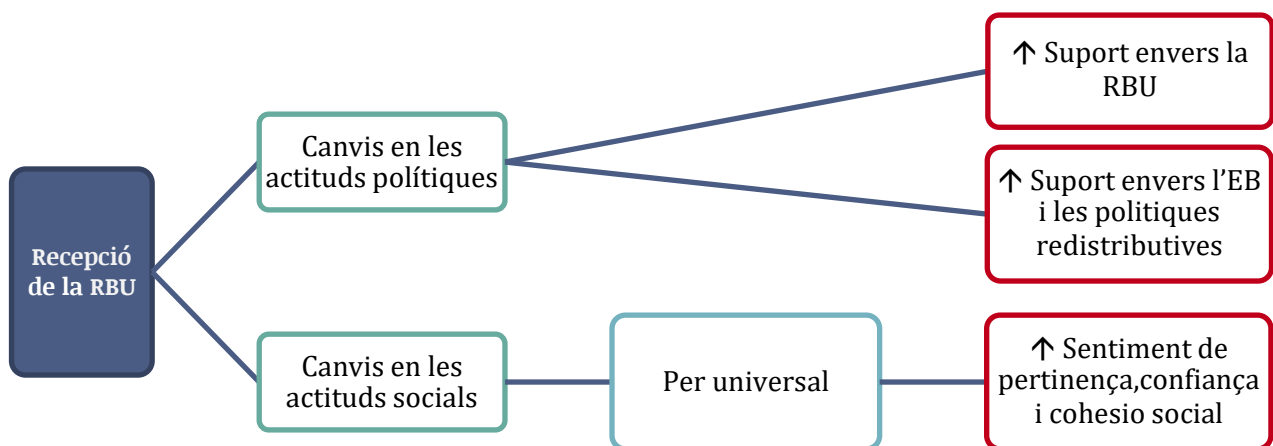 Recepció
de la RBU
Canvis en les
actituds polítiques
↑ Suport envers la
RBU
↑ Suport envers l’EB
i les politiques
redistributives
Canvis en les
actituds socials
Per universal
↑ Sentiment de
pertinença,confiança
i cohesio social